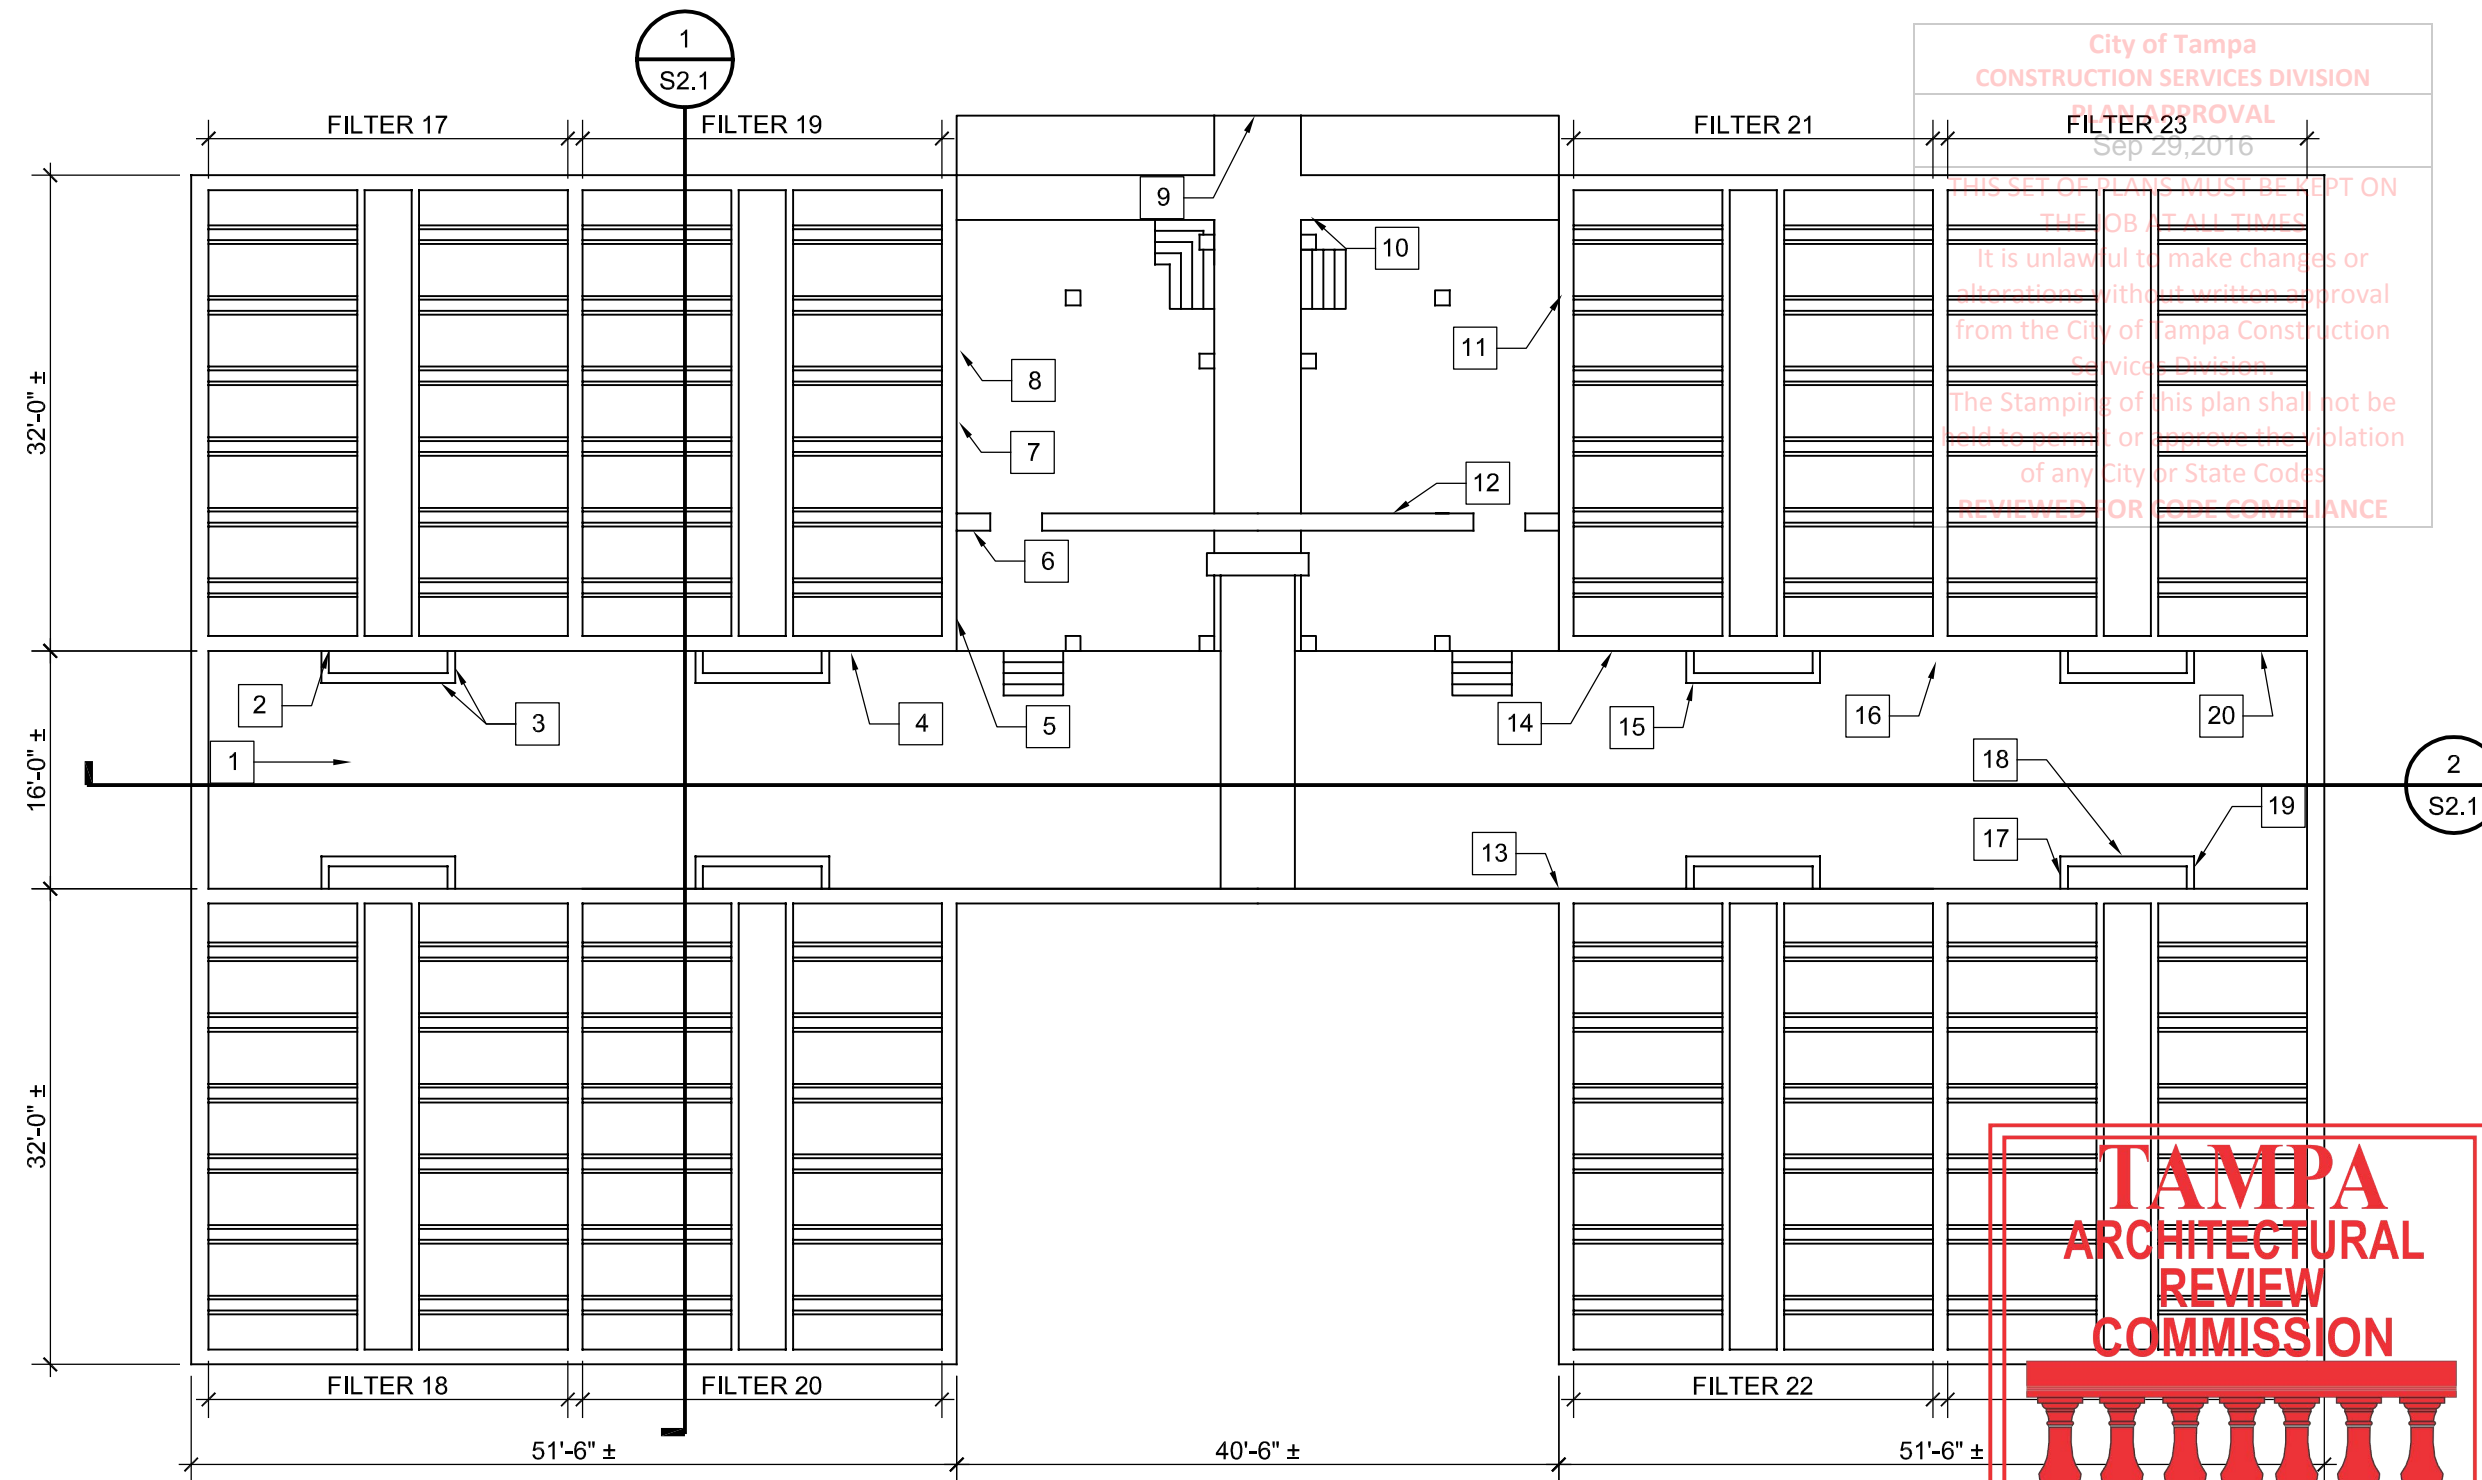 1
S2.1
City of Tampa
CONSTRUCTION SERVICES DIVISION
PLAN APPROVAL
Sep 29,2016
THIS SET OF PLANS MUST BE KEPT ON
THE JOB AT ALL TIMES
It is unlawful to make changes or
alterations without written approval
from the City of Tampa Construction
Services Division.
The Stamping of this plan shall not be
held to permit or approve the violation
of any City or State Codes
REVIEWED FOR CODE COMPLIANCE
FILTER 17
FILTER 19
FILTER 21
FILTER 23
9
10
11
8
7
12
6
32'-0" ±
2
3
4
5
14
15
16
20
1
18
16'-0" ±
2
S2.1
19
17
13
32'-0" ±
TAMPA
ARCHITECTURAL
REVIEW
COMMISSION
FILTER 18
FILTER 20
FILTER 22
51'-6" ±
40'-6" ±
51'-6" ±